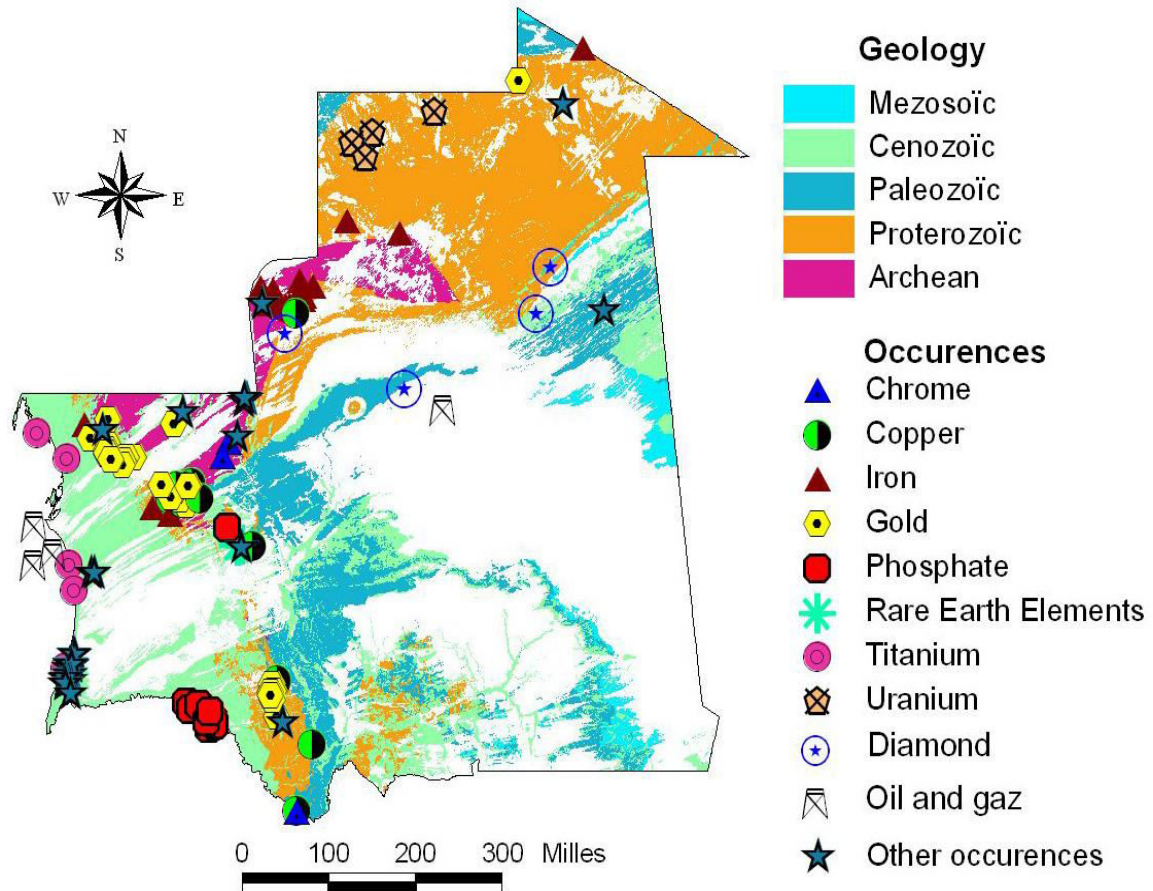 N
W E
S
Geology
Mezosoïc
Cenozoïc
Paleozoïc
Proterozoïc
Archean
Occurences
Chrome
Copper
Iron
Gold
Phosphate
Rare Earth Elements
Titanium
Uranium
Diamond
Oil and gaz
Other occurences
0 100 200 300 Milles